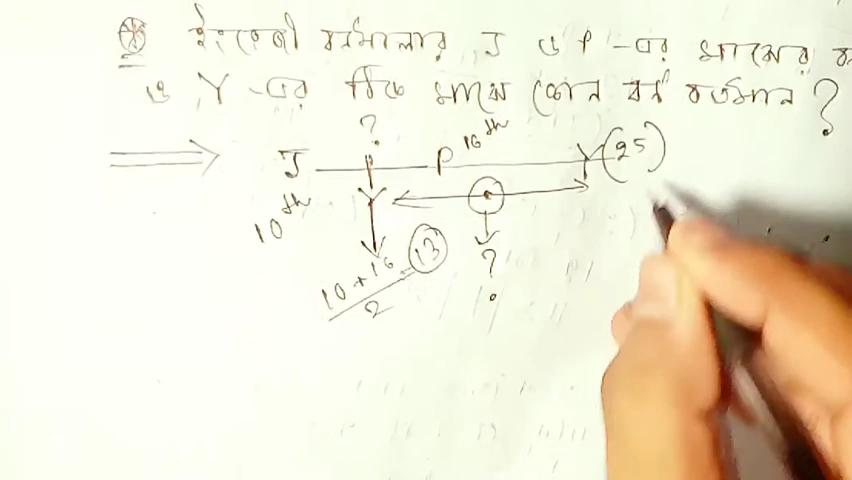 ইংরেজী বর্ণমালার J ও P -এর মাঝের
ও Y -এর ঠিক মাঝে কোন বর্ণ বর্তমান ?
?
J P 16th Y (25)
10th
10 + 16 / 2 = 13
?